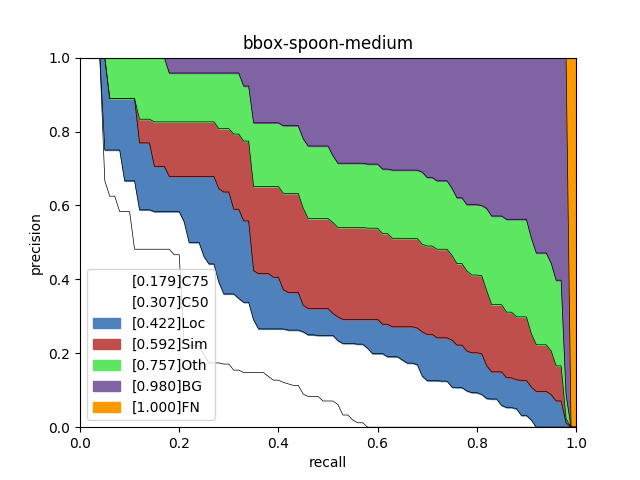 bbox-spoon-medium
1.0
0.8
0.6
0.4
0.2
0.0
precision
[0.179]C75
[0.307]C50
[0.422]Loc
[0.592]Sim
[0.757]Oth
[0.980]BG
[1.000]FN
0.0 0.2 0.4 0.6 0.8 1.0
recall